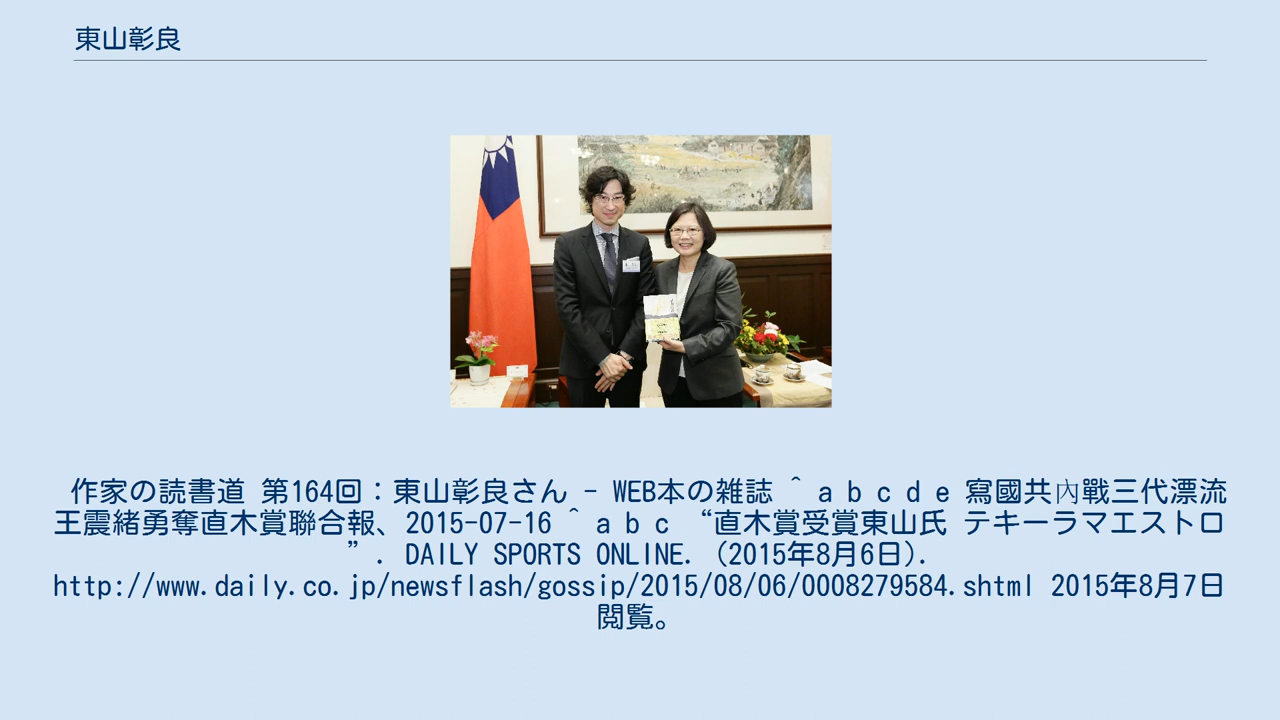 東山彰良
作家の読書道 第164回：東山彰良さん - WEB本の雑誌 ^ a b c d e 寫國共內戰三代漂流
王震緒勇奪直木賞聯合報、2015-07-16 ^ a b c “直木賞受賞東山氏 テキーラマエストロ
”. DAILY SPORTS ONLINE. (2015年8月6日).
http://www.daily.co.jp/newsflash/gossip/2015/08/06/0008279584.shtml 2015年8月7日
閲覧。